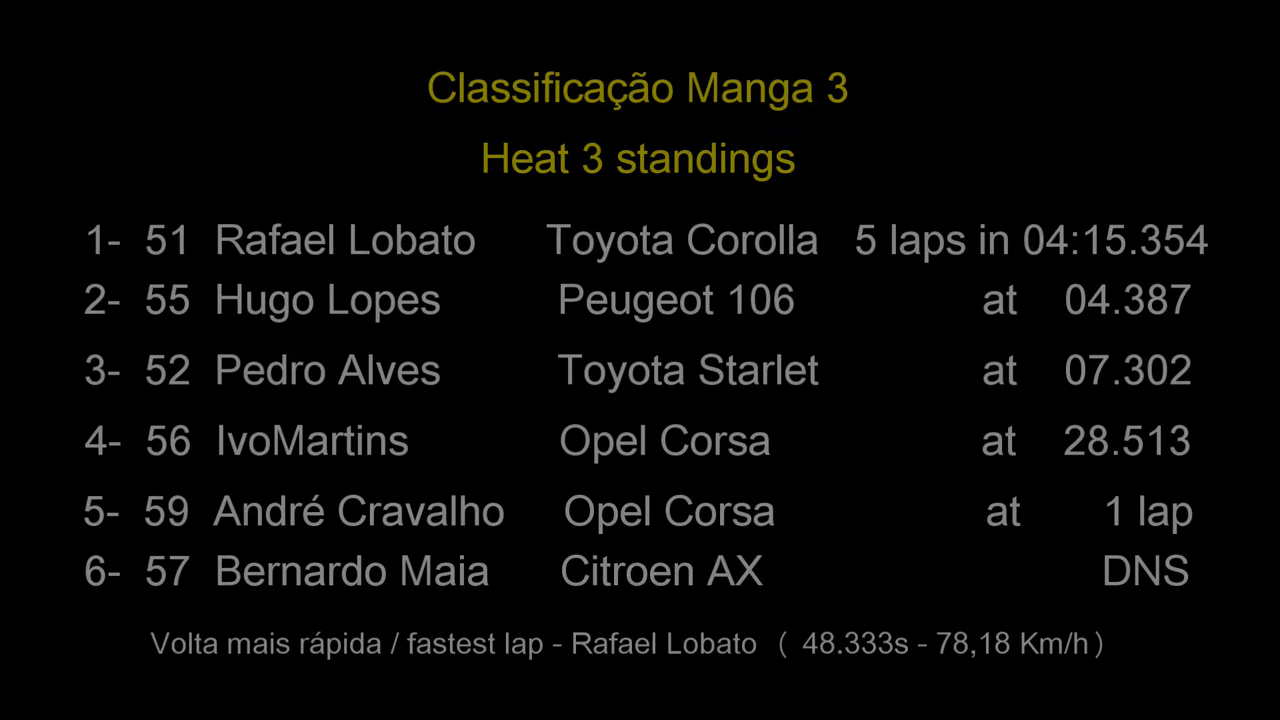 Classificação Manga 3
Heat 3 standings
1- 51 Rafael Lobato Toyota Corolla 5 laps in 04:15.354
2- 55 Hugo Lopes Peugeot 106 at 04.387
3- 52 Pedro Alves Toyota Starlet at 07.302
4- 56 IvoMartins Opel Corsa at 28.513
5- 59 André Cravalho Opel Corsa at 1 lap
6- 57 Bernardo Maia Citroen AX DNS
Volta mais rápida / fastest lap - Rafael Lobato ( 48.333s - 78,18 Km/h )